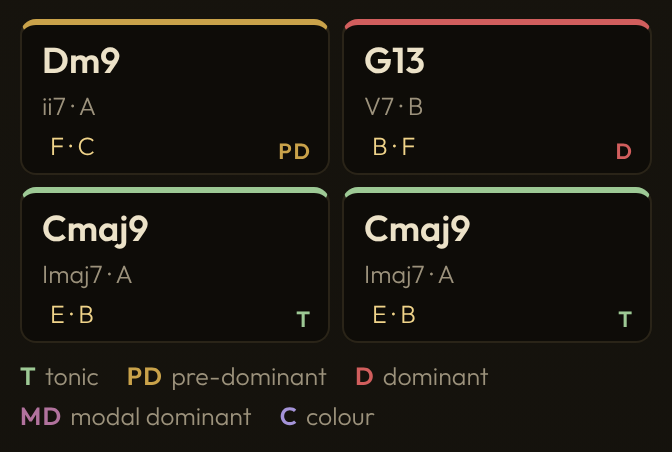 Dm9
ii7·A
F·C
PD
G13
V7·B
B·F
D
Cmaj9
Imaj7·A
E·B
T
Cmaj9
Imaj7·A
E·B
T
T tonic PD pre-dominant D dominant
MD modal dominant C colour